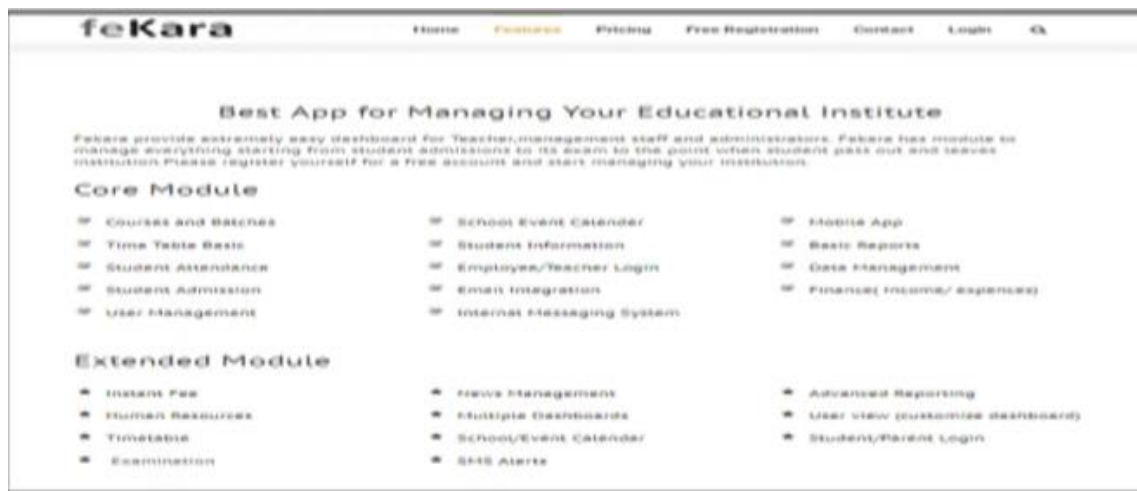 feKara
Home Features Pricing Free Registration Contact Login
Best App for Managing Your Educational Institute
Fekara provide extremely easy dashboard for Teacher,management staff and administrators. Fekara has module to
manage everything starting from student admissions to its exam to the point when student pass out and leaves
institution.Please register yourself for a free account and start managing your institution.
Core Module
Courses and Batches
Time Table Basic
Student Attendance
Student Admission
User Management
School Event Calender
Student Information
Employee/Teacher Login
Email Integration
Internal Messaging System
Mobile App
Basic Reports
Data Management
Finance( Income/ expences)
Extended Module
Instant Fee
Human Resources
Timetable
Examination
News Management
Multiple Dashboards
School/Event Calender
SMS Alerts
Advanced Reporting
User view (customize dashboard)
Student/Parent Login